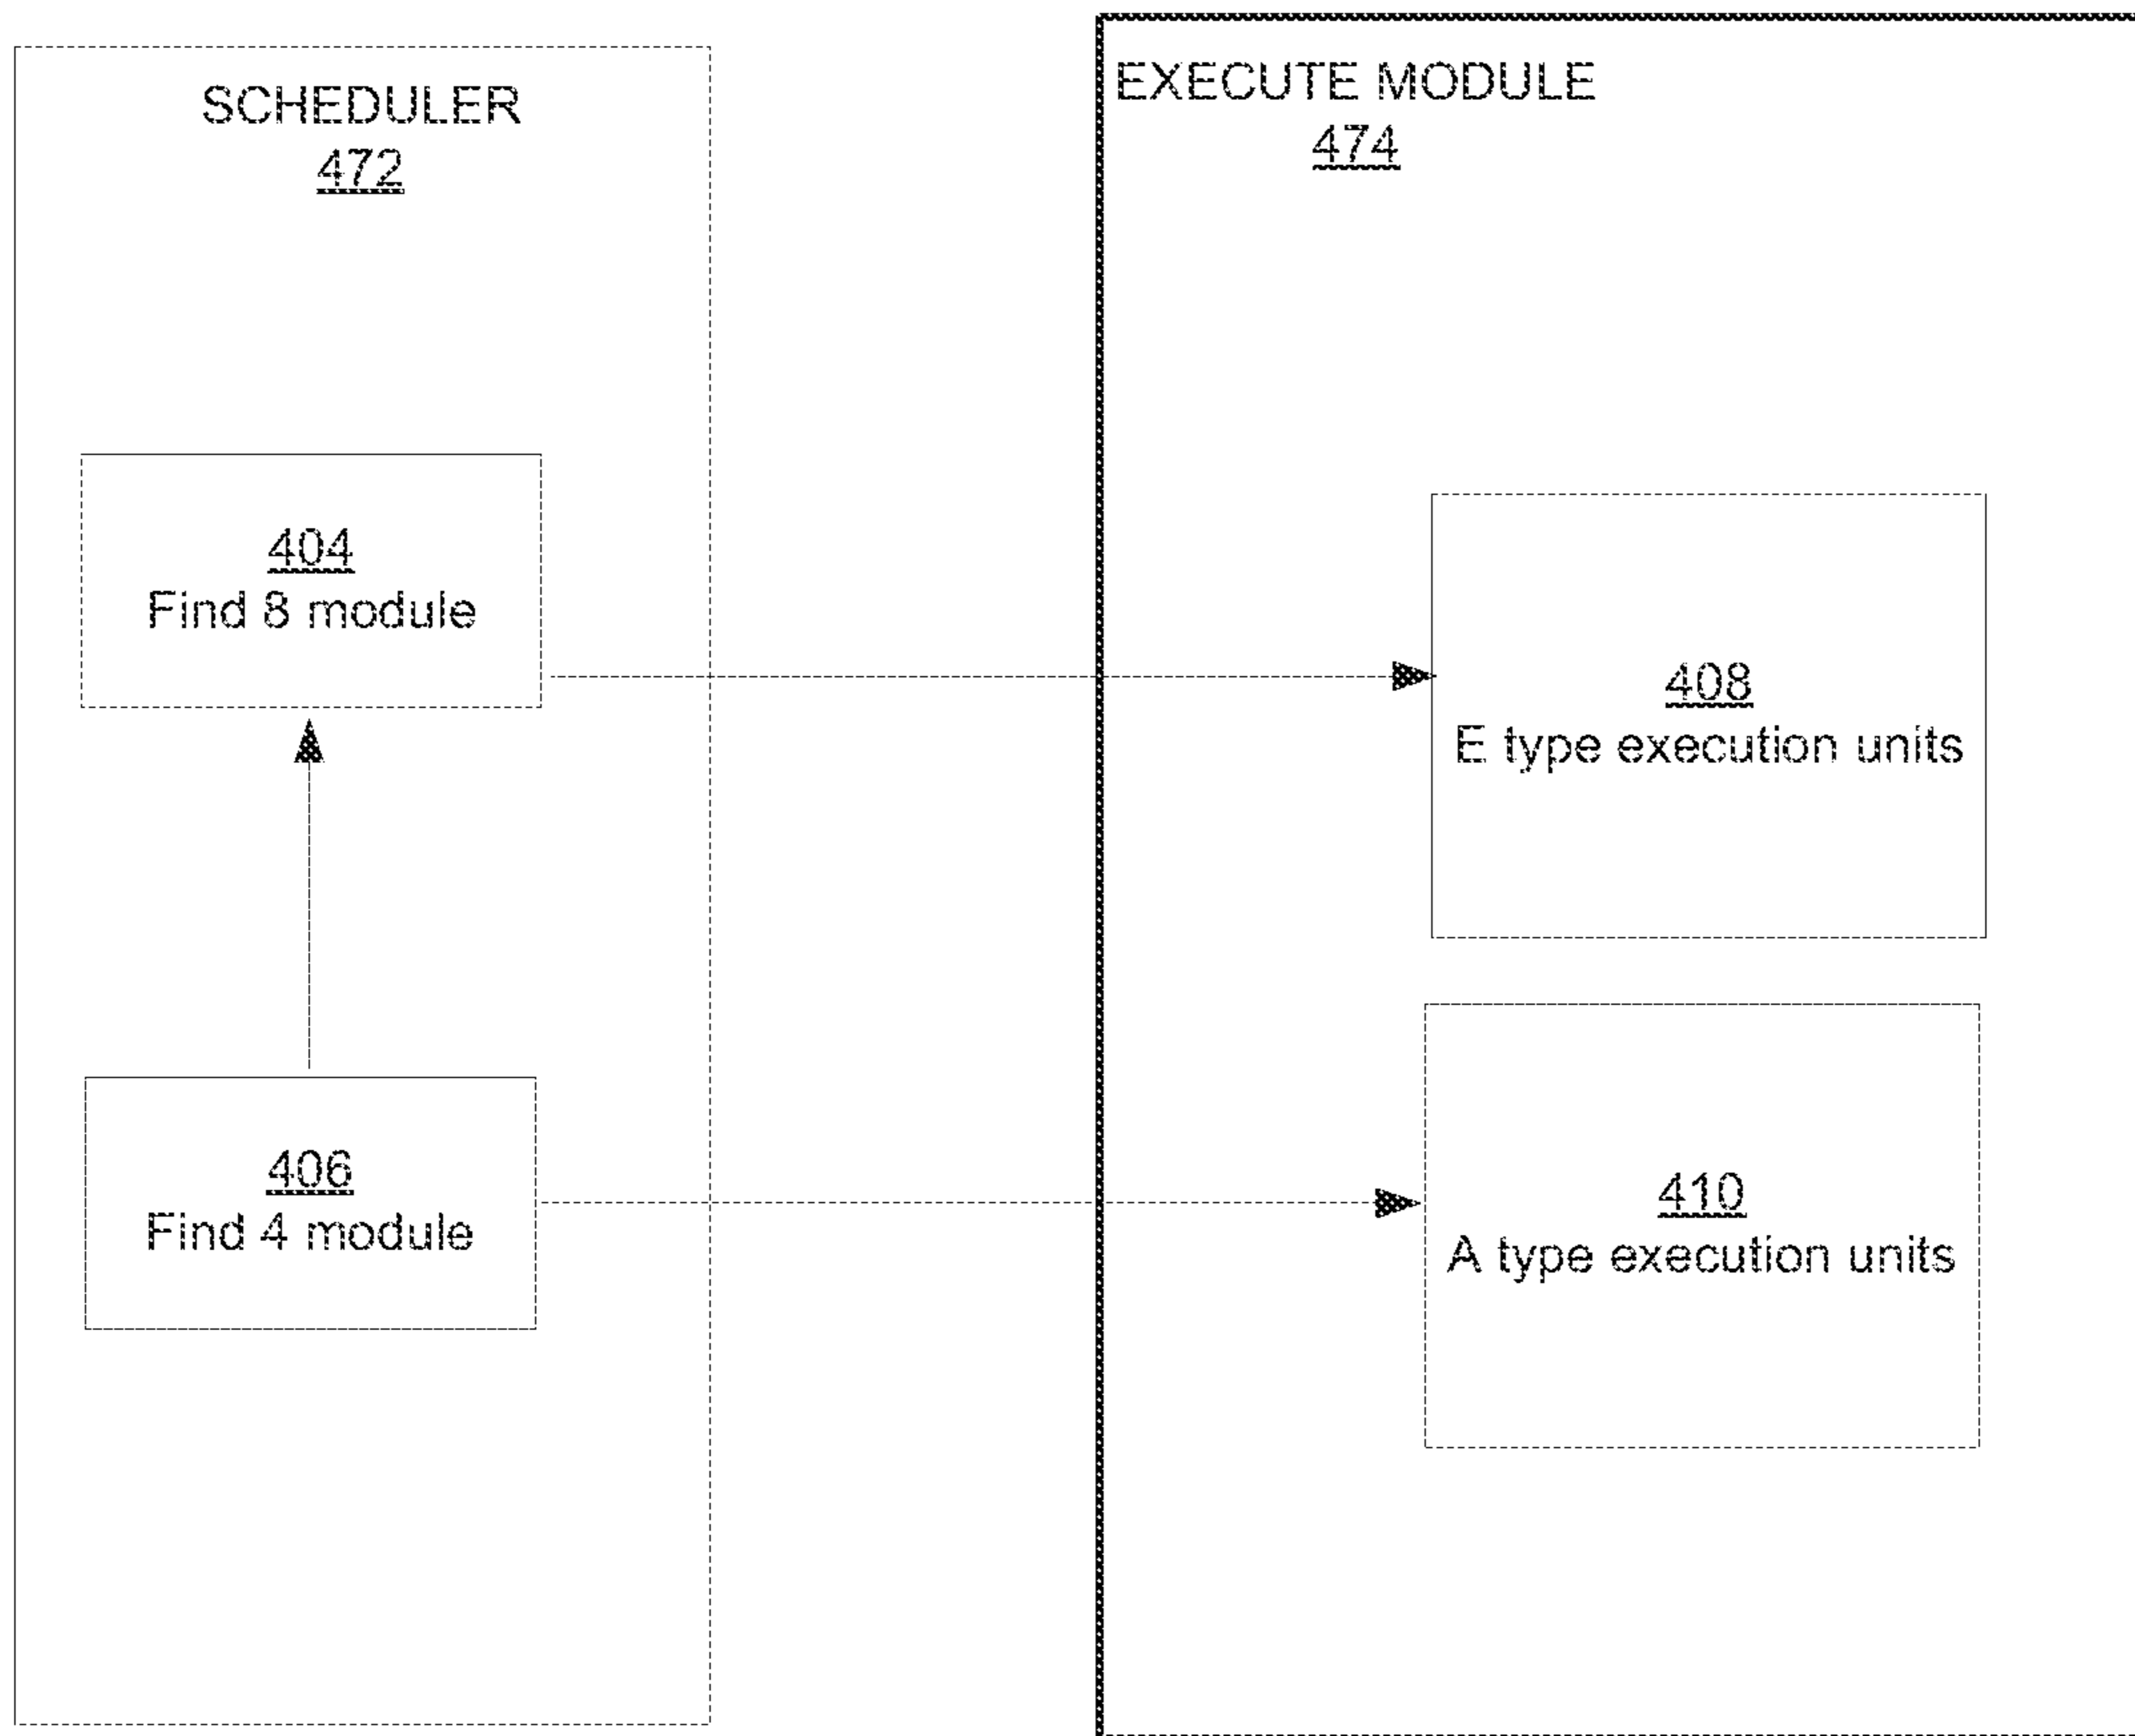 SCHEDULER
472
404
Find 8 module
406
Find 4 module
EXECUTE MODULE
474
408
E type execution units
410
A type execution units